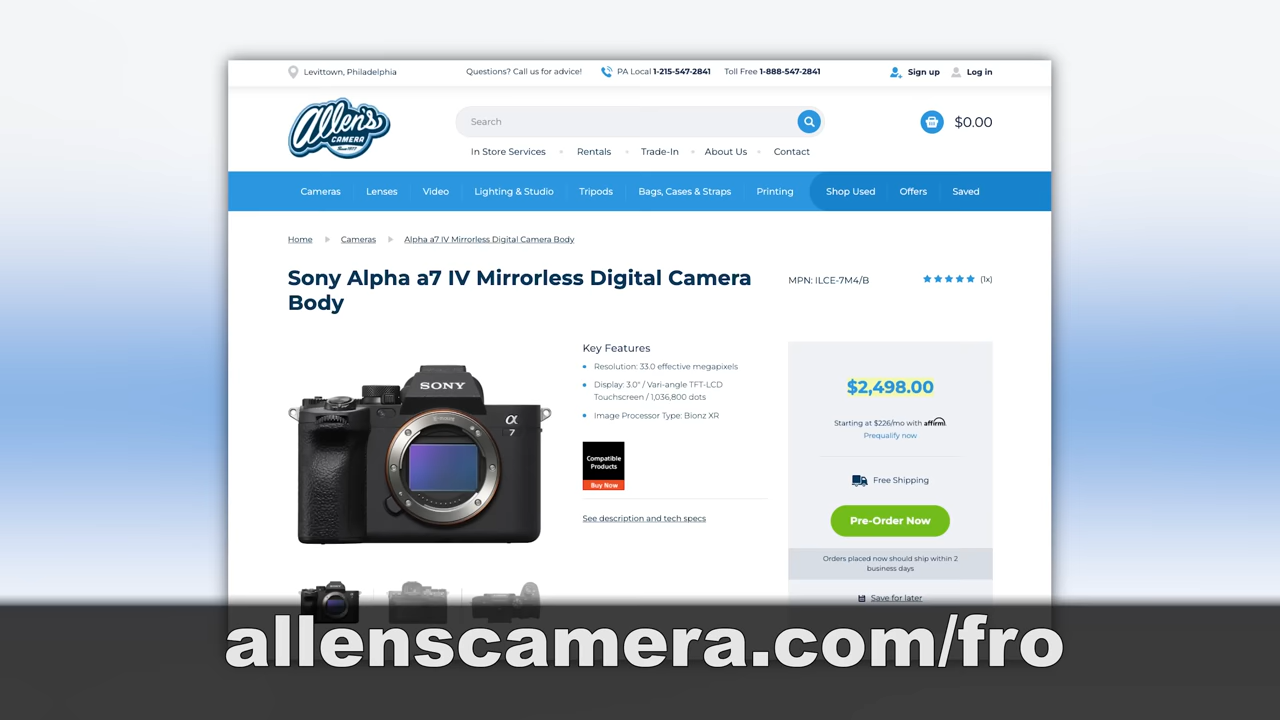 Levittown, Philadelphia
Questions? Call us for advice!
PA Local 1-215-547-2841
Toll Free 1-888-547-2841
Sign up
Log in
Allen's
CAMERA
Since 1977
Search
$0.00
In Store Services
Rentals
Trade-In
About Us
Contact
Cameras
Lenses
Video
Lighting & Studio
Tripods
Bags, Cases & Straps
Printing
Shop Used
Offers
Saved
Home
Cameras
Alpha a7 IV Mirrorless Digital Camera Body
Sony Alpha a7 IV Mirrorless Digital Camera
Body
MPN: ILCE-7M4/B
(1x)
SONY
α
7
Key Features
Resolution: 33.0 effective megapixels
Display: 3.0" / Vari-angle TFT-LCD
Touchscreen / 1,036,800 dots
Image Processor Type: Bionz XR
Compatible
Products
Buy Now
See description and tech specs
$2,498.00
Starting at $226/mo with affirm.
Prequalify now
Free Shipping
Pre-Order Now
Orders placed now should ship within 2
business days
Save for later
allenscamera.com/fro